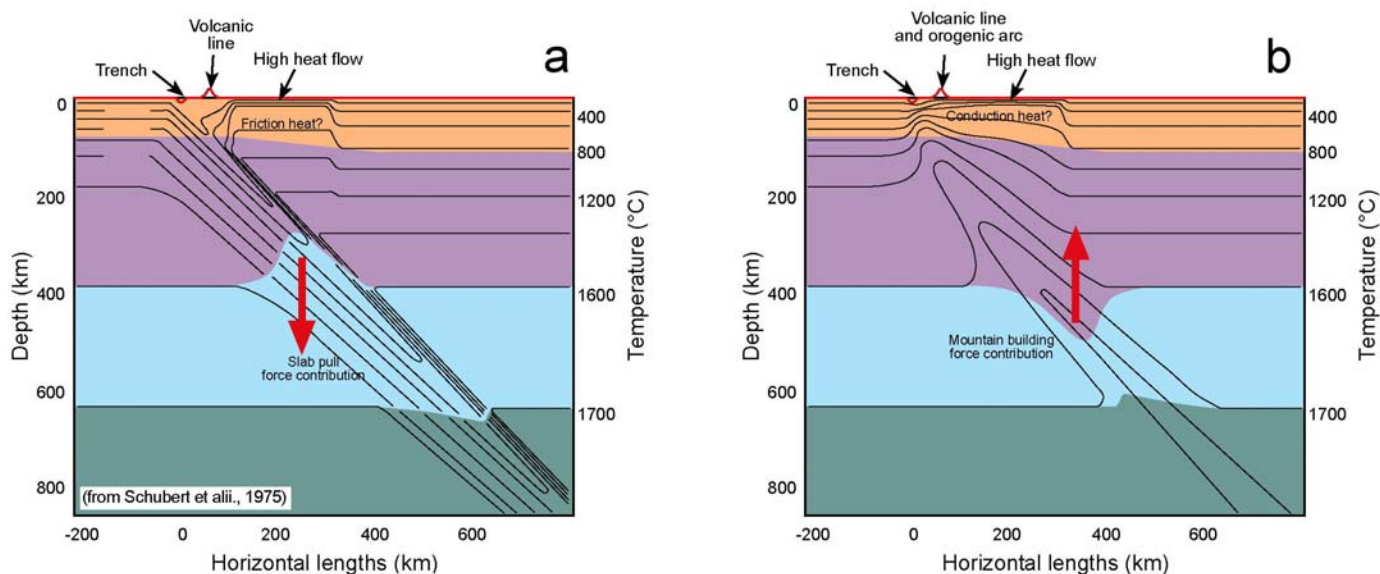 a
Volcanic
line
Trench
High heat flow
Friction heat?
0
200
400
600
800
Depth (km)
400
800
1200
1600
1700
Temperature (°C)
Slab pull
force contribution
(from Schubert et alii., 1975)
-200
0
200
400
600
Horizontal lengths (km)
b
Volcanic line
and orogenic arc
Trench
High heat flow
Conduction heat?
0
200
400
600
800
Depth (km)
400
800
1200
1600
1700
Temperature (°C)
Mountain building
force contribution
-200
0
200
400
600
Horizontal lengths (km)